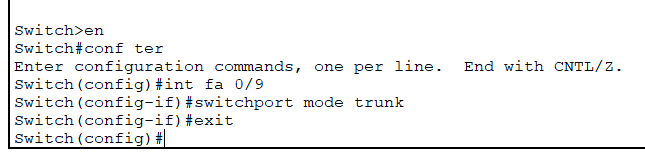 Switch>en
Switch#conf ter
Enter configuration commands, one per line.  End with CNTL/Z.
Switch(config)#int fa 0/9
Switch(config-if)#switchport mode trunk
Switch(config-if)#exit
Switch(config)#